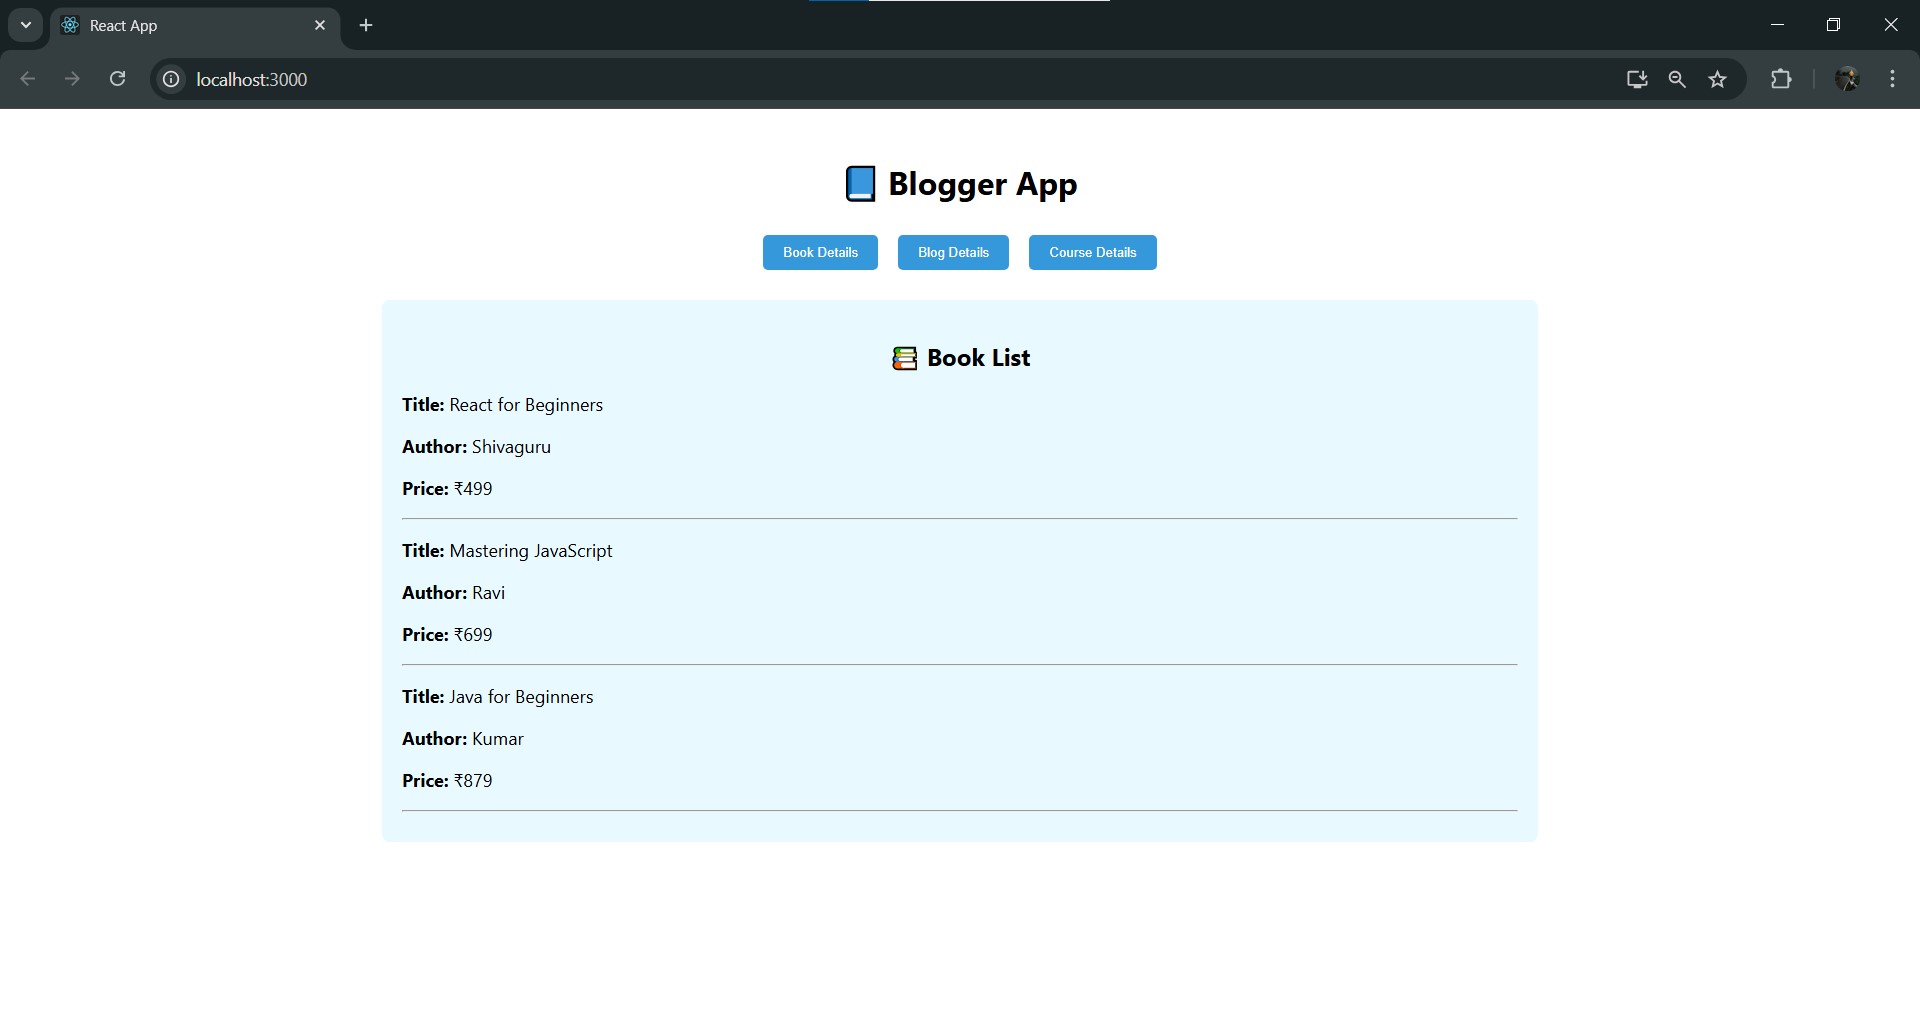 React App
localhost:3000
Blogger App
Book Details
Blog Details
Course Details
Book List
Title: React for Beginners
Author: Shivaguru
Price: ₹499
Title: Mastering JavaScript
Author: Ravi
Price: ₹699
Title: Java for Beginners
Author: Kumar
Price: ₹879